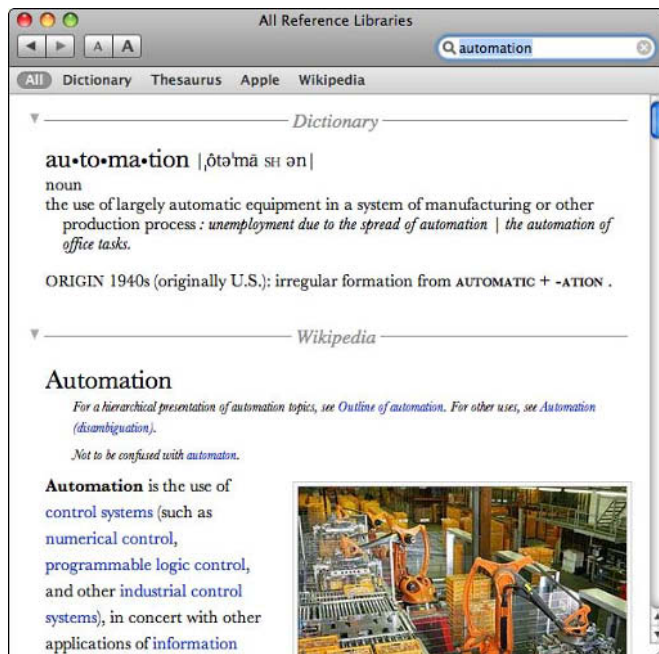 All Reference Libraries
A A automation
All Dictionary Thesaurus Apple Wikipedia
Dictionary
au•to•ma•tion |ˌôtəˈmā SH ən|
noun
the use of largely automatic equipment in a system of manufacturing or other
production process : unemployment due to the spread of automation | the automation of
office tasks.
ORIGIN 1940s (originally U.S.): irregular formation from AUTOMATIC + -ATION .
Wikipedia
Automation
For a hierarchical presentation of automation topics, see Outline of automation. For other uses, see Automation
(disambiguation).
Not to be confused with automaton.
Automation is the use of
control systems (such as
numerical control,
programmable logic control,
and other industrial control
systems), in concert with other
applications of information